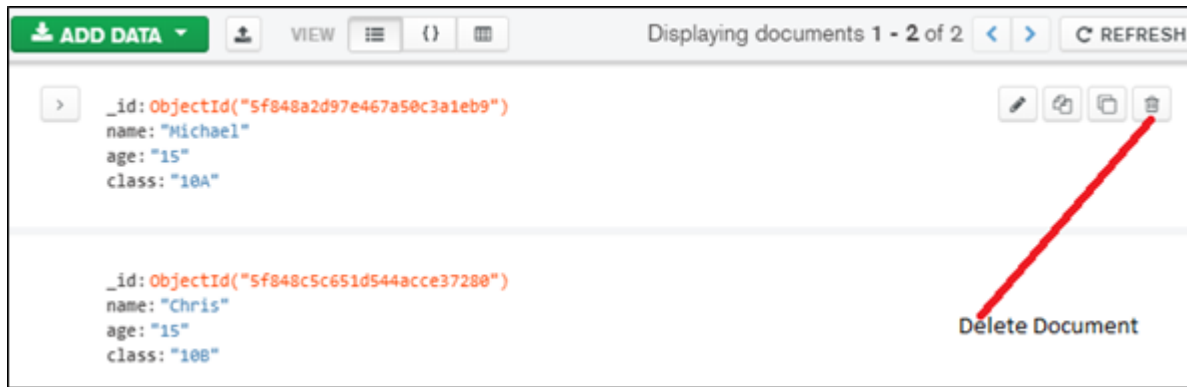 ADD DATA VIEW {} Displaying documents 1 - 2 of 2 < > REFRESH
> _id: ObjectId("5f848a2d97e467a50c3a1eb9")
name: "Michael"
age: "15"
class: "10A"
_id: ObjectId("5f848c5c651d544acce37280")
name: "Chris"
age: "15"
class: "10B"
Delete Document